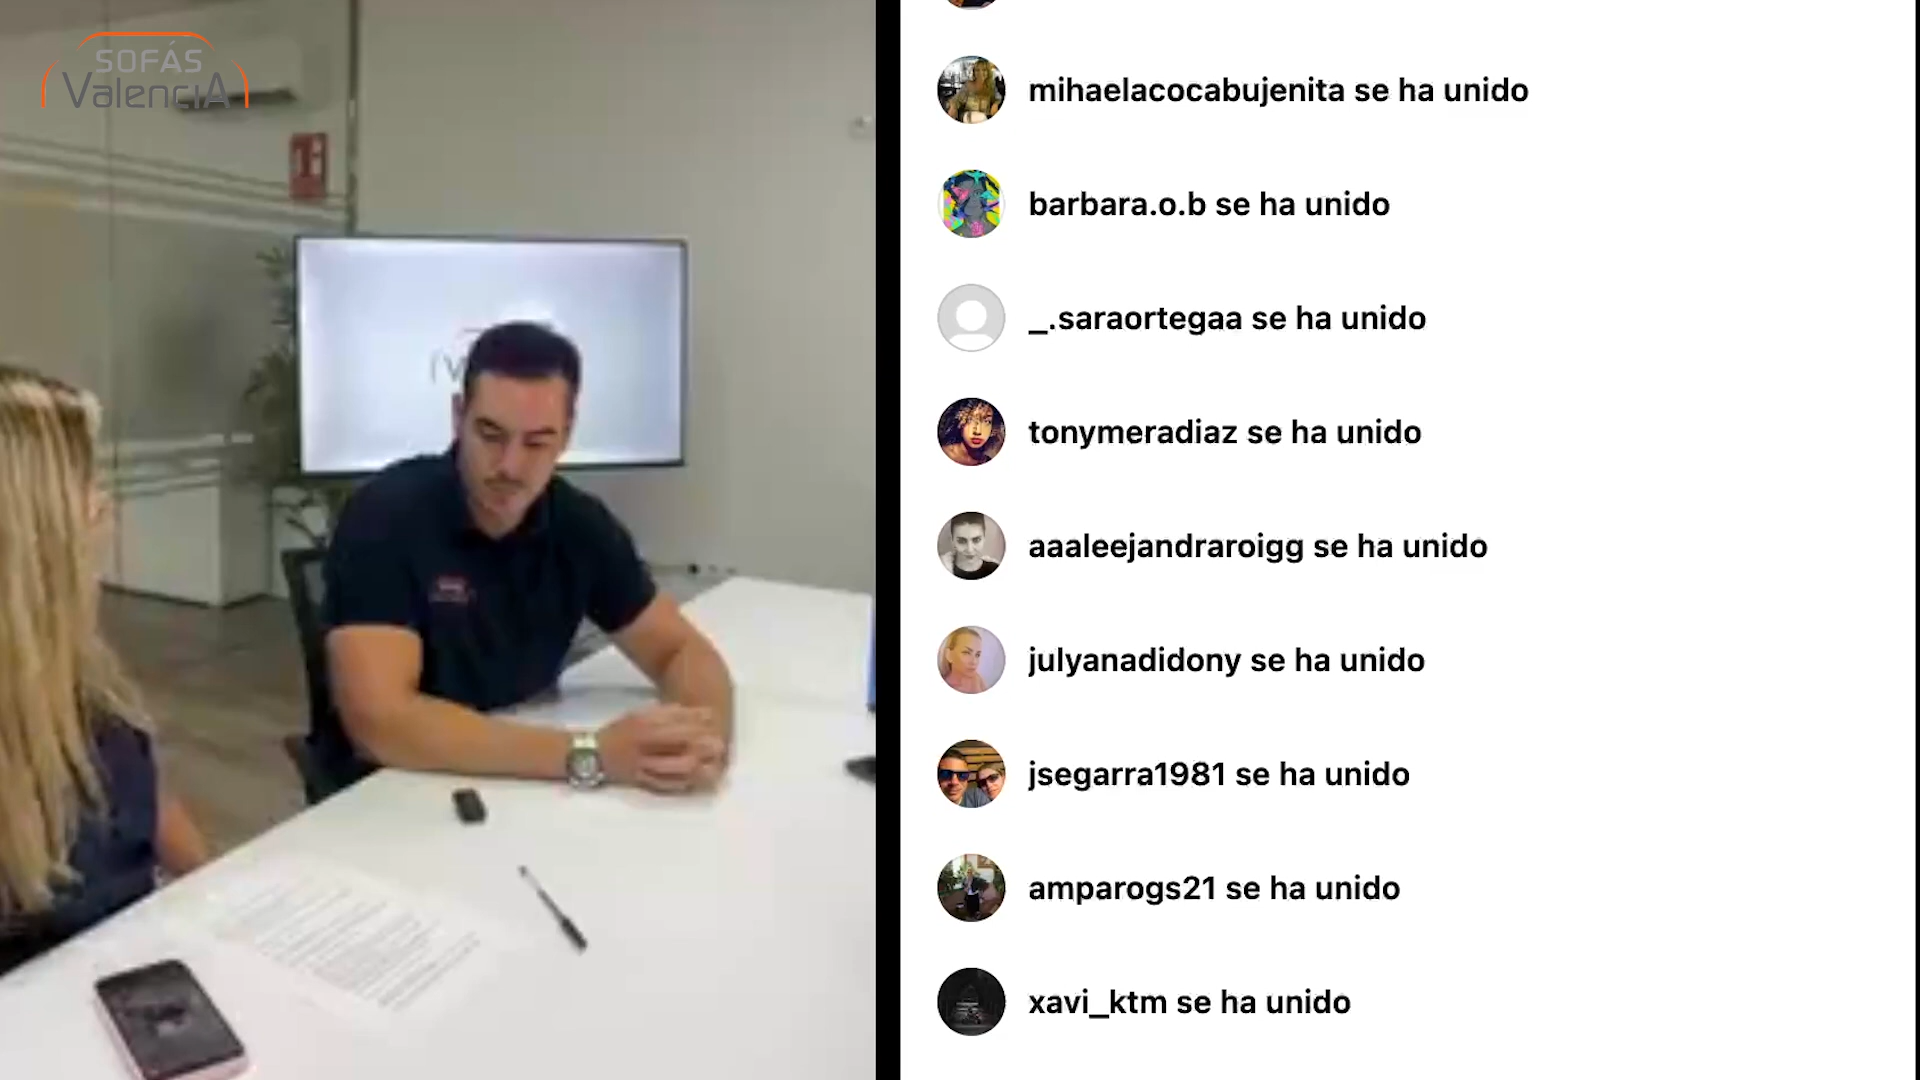 SOFÁS
ValenciA
mihaelacocabujenita se ha unido
barbara.o.b se ha unido
_.saraortegaa se ha unido
tonymeradiaz se ha unido
aaaleejandraroigg se ha unido
julyanadidony se ha unido
jsegarra1981 se ha unido
amparogs21 se ha unido
xavi_ktm se ha unido